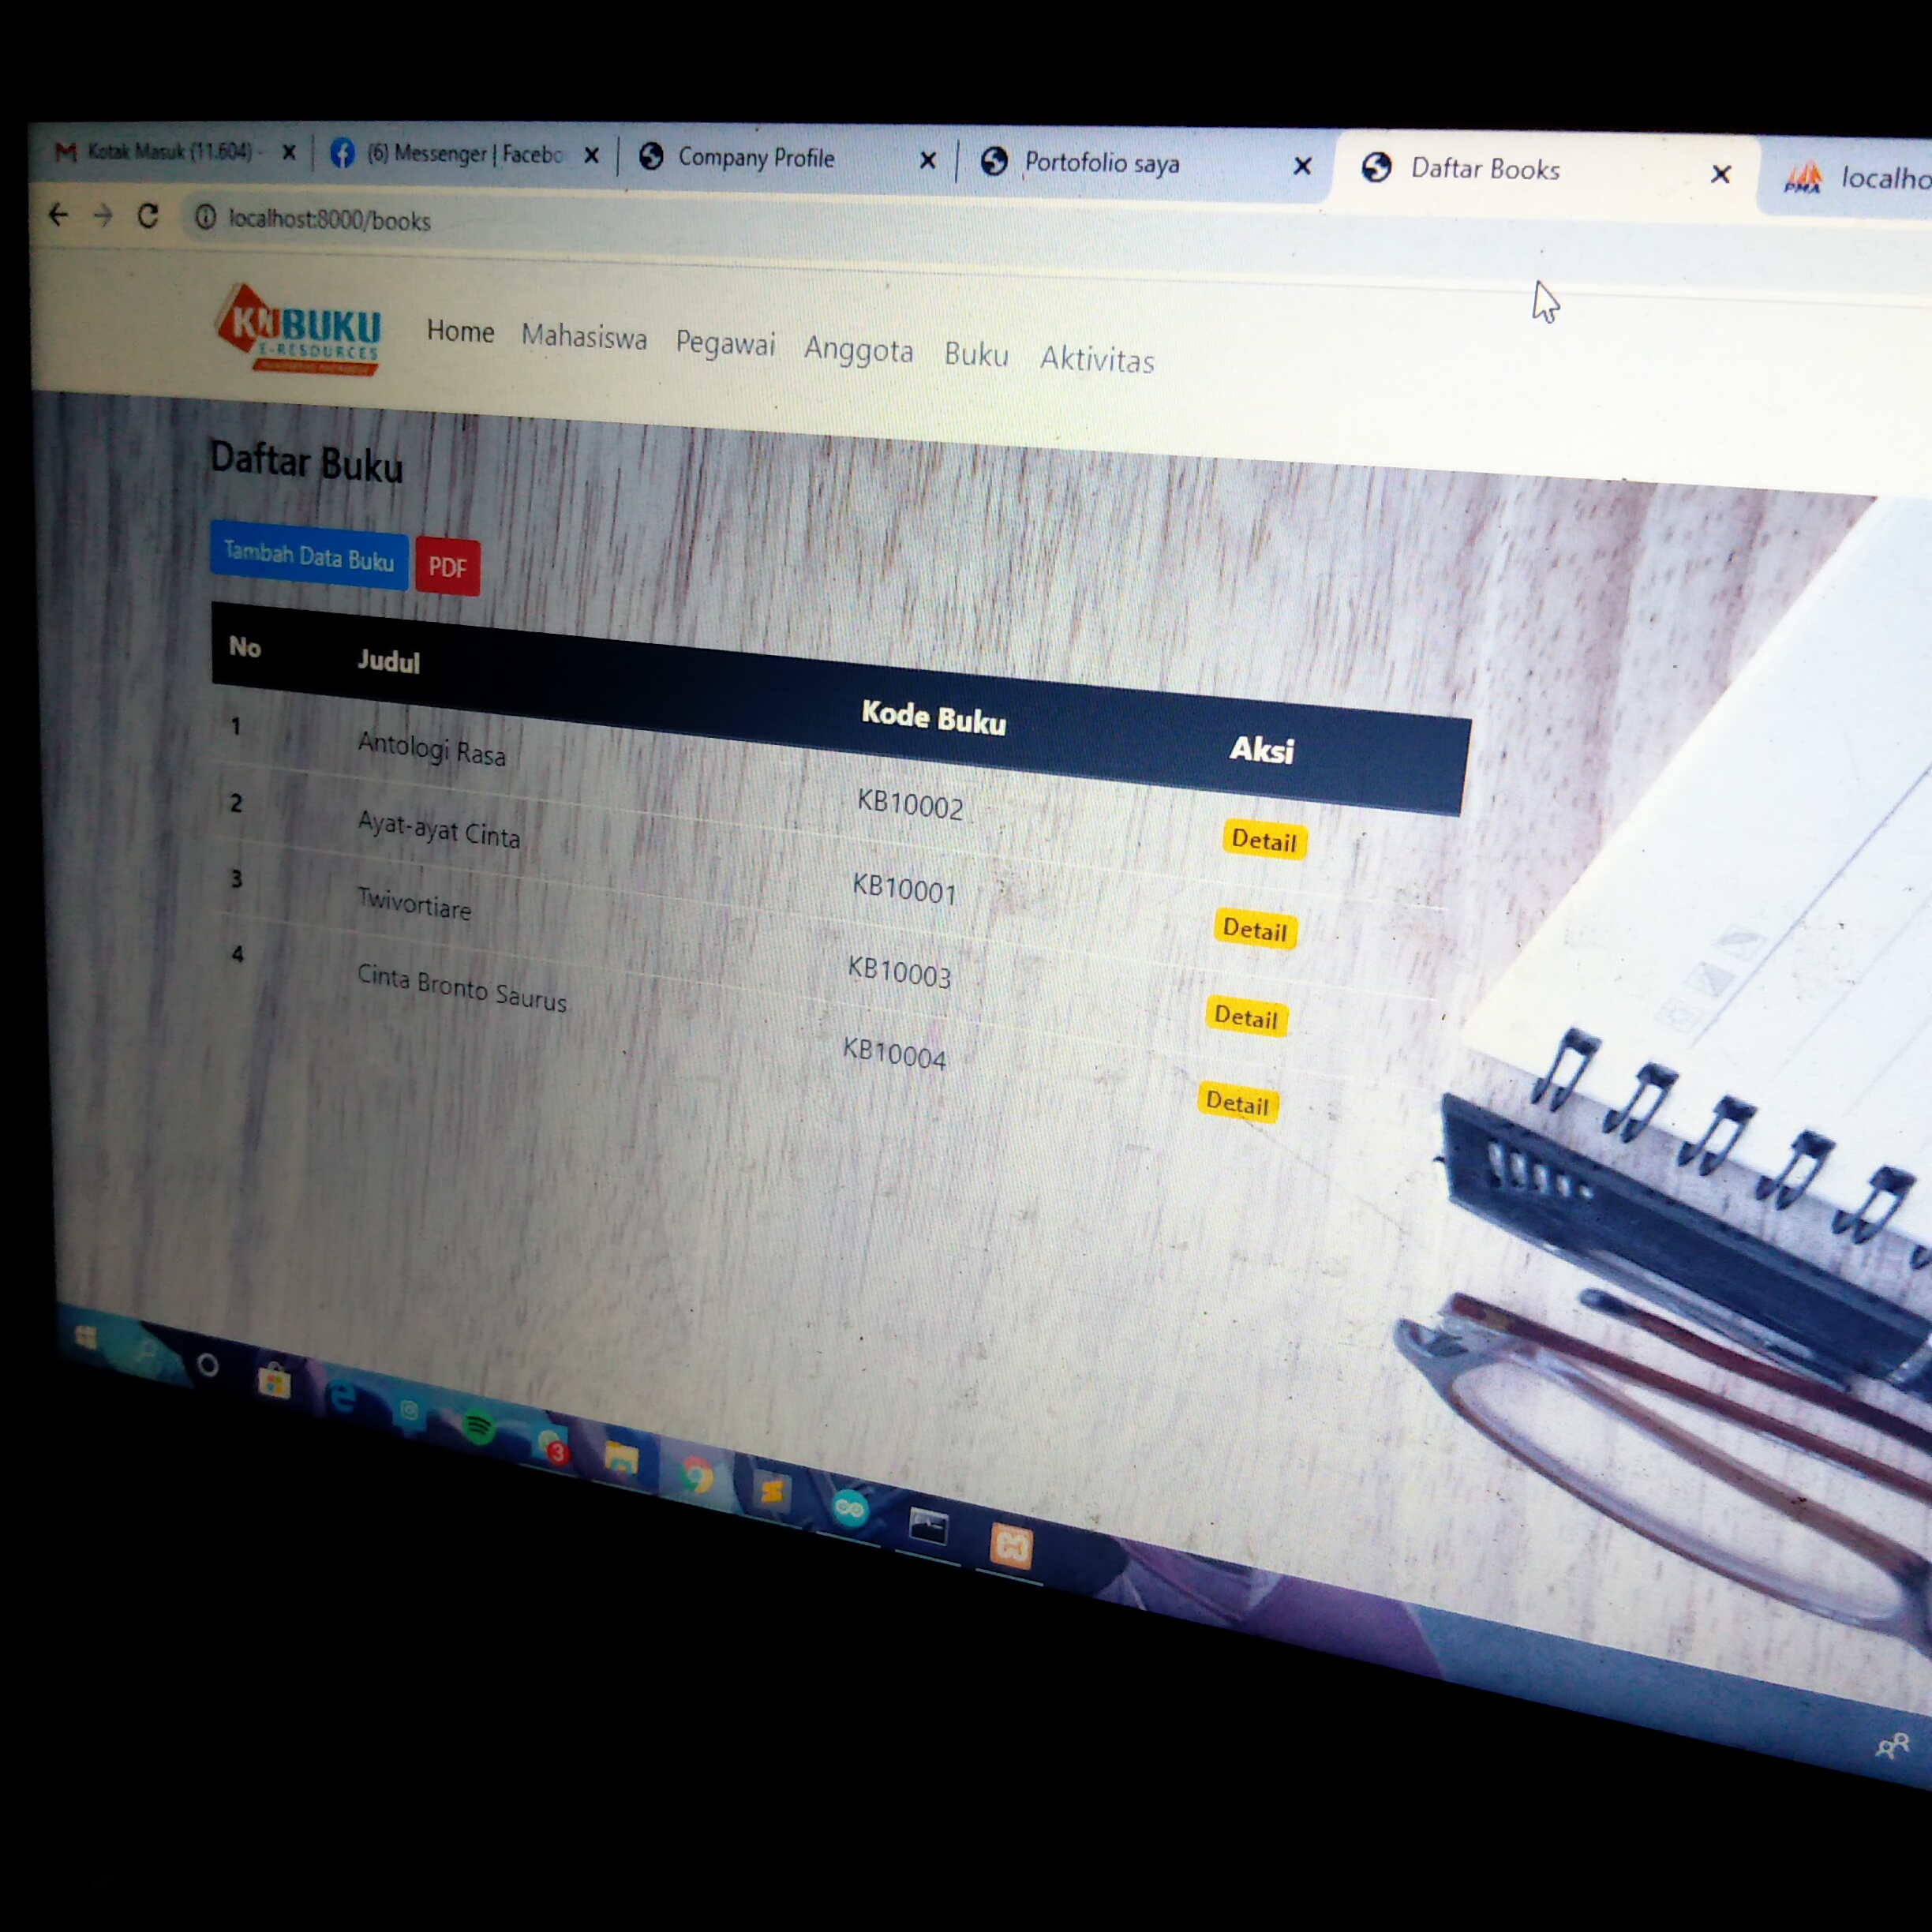 Kotak Masuk (11.604) -
(6) Messenger | Facebo
Company Profile
Portofolio saya
Daftar Books
PMA
localho
localhost:8000/books
KUBUKU
E-RESOURCES
Home Mahasiswa Pegawai Anggota Buku Aktivitas
Daftar Buku
Tambah Data Buku PDF
No Judul Kode Buku Aksi
1 Antologi Rasa KB10002 Detail
2 Ayat-ayat Cinta KB10001 Detail
3 Twivortiare KB10003 Detail
4 Cinta Bronto Saurus KB10004 Detail
3